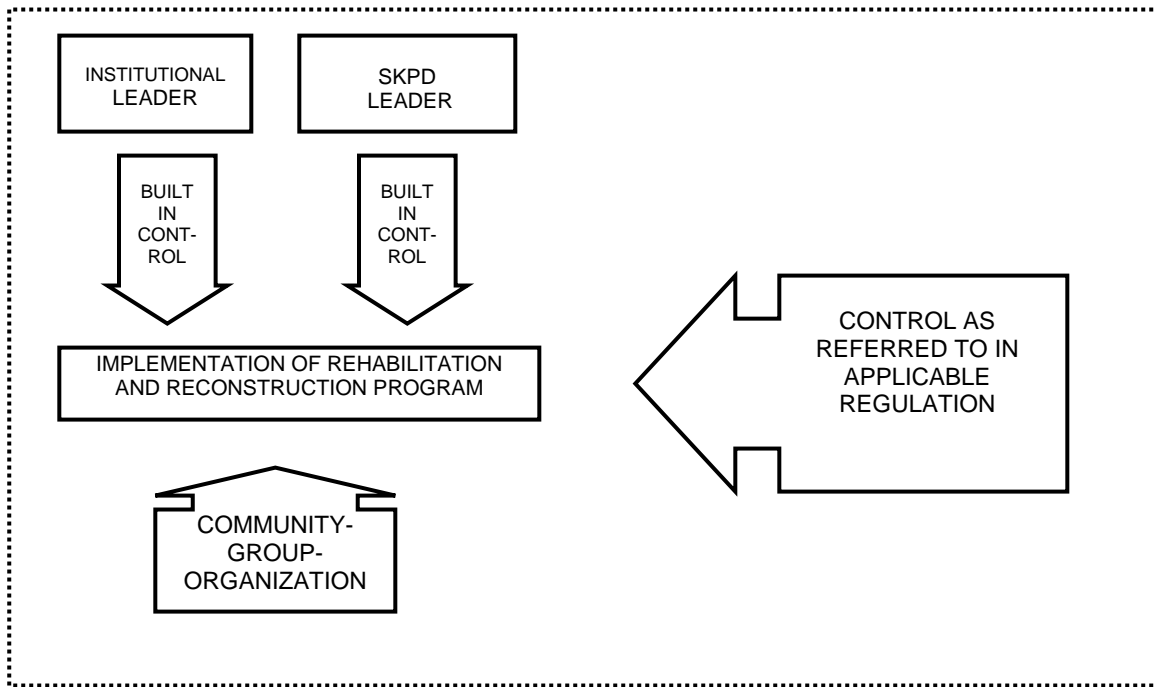 INSTITUTIONAL
LEADER
SKPD
LEADER
BUILT
IN
CONT-
ROL
BUILT
IN
CONT-
ROL
IMPLEMENTATION OF REHABILITATION
AND RECONSTRUCTION PROGRAM
CONTROL AS
REFERRED TO IN
APPLICABLE
REGULATION
COMMUNITY-
GROUP-
ORGANIZATION